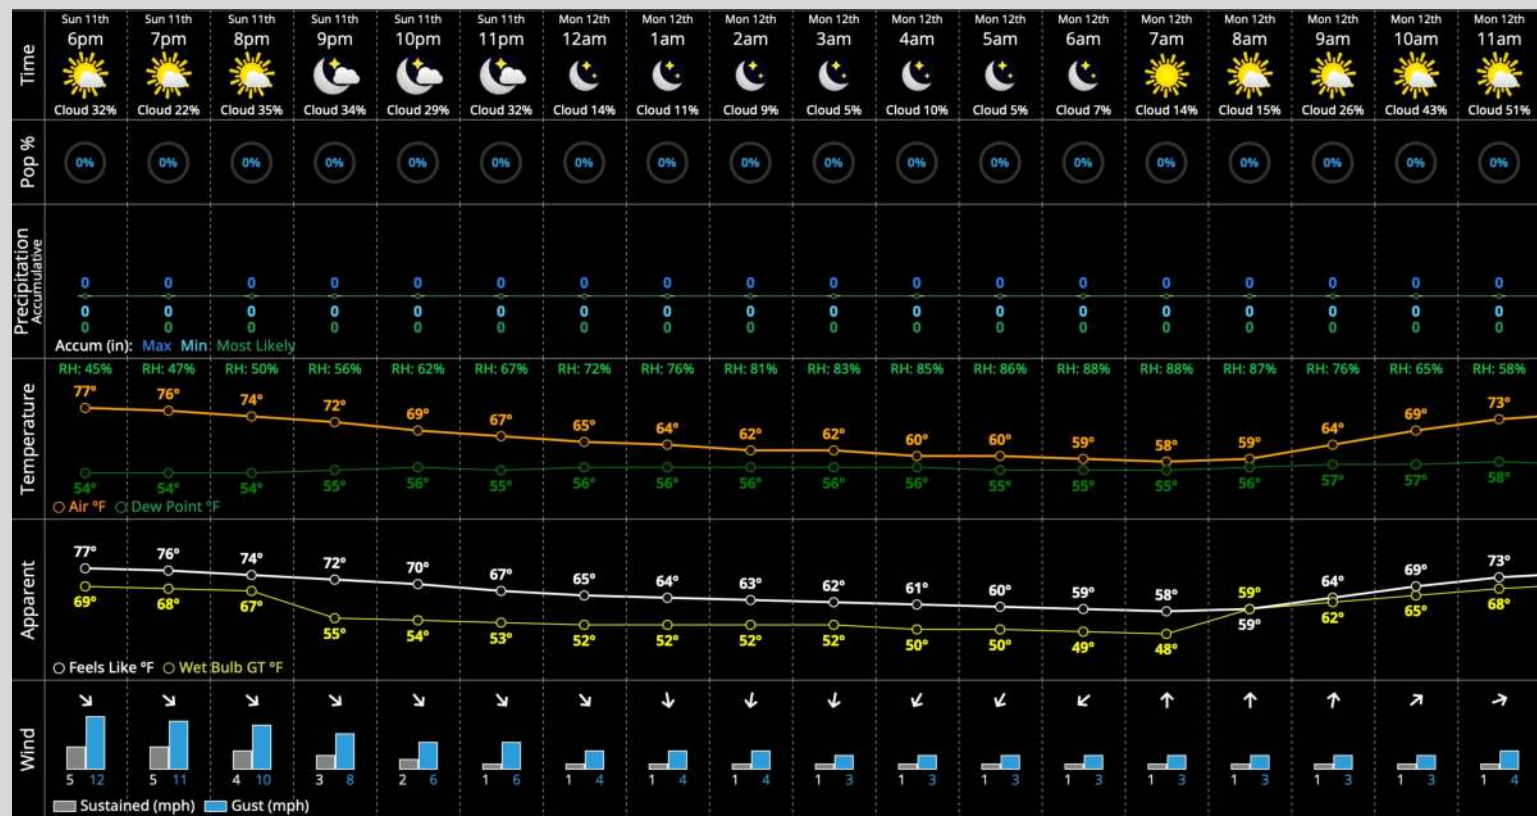 Time
Sun 11th Sun 11th Sun 11th Sun 11th Sun 11th Sun 11th Mon 12th Mon 12th Mon 12th Mon 12th Mon 12th Mon 12th Mon 12th Mon 12th Mon 12th Mon 12th Mon 12th Mon 12th
6pm 7pm 8pm 9pm 10pm 11pm 12am 1am 2am 3am 4am 5am 6am 7am 8am 9am 10am 11am
Cloud 32% Cloud 22% Cloud 35% Cloud 34% Cloud 29% Cloud 32% Cloud 14% Cloud 11% Cloud 9% Cloud 5% Cloud 10% Cloud 5% Cloud 7% Cloud 14% Cloud 15% Cloud 26% Cloud 43% Cloud 51%
Pop %
0% 0% 0% 0% 0% 0% 0% 0% 0% 0% 0% 0% 0% 0% 0% 0% 0% 0%
Precipitation
Accumulative
0 0 0 0 0 0 0 0 0 0 0 0 0 0 0 0 0 0
0 0 0 0 0 0 0 0 0 0 0 0 0 0 0 0 0 0
0 0 0 0 0 0 0 0 0 0 0 0 0 0 0 0 0 0
Accum (in): Max Min Most Likely
Temperature
RH: 45% RH: 47% RH: 50% RH: 56% RH: 62% RH: 67% RH: 72% RH: 76% RH: 81% RH: 83% RH: 85% RH: 86% RH: 88% RH: 88% RH: 87% RH: 76% RH: 65% RH: 58%
77° 76° 74° 72° 69° 67° 65° 64° 62° 62° 60° 60° 59° 58° 59° 64° 69° 73°
54° 54° 54° 55° 56° 55° 56° 56° 56° 56° 56° 55° 55° 55° 56° 57° 57° 58°
Air °F Dew Point °F
Apparent
77° 76° 74° 72° 70° 67° 65° 64° 63° 62° 61° 60° 59° 58° 59° 64° 69° 73°
69° 68° 67° 55° 54° 53° 52° 52° 52° 52° 50° 50° 49° 48° 59° 62° 65° 68°
Feels Like °F Wet Bulb GT °F
Wind
5 12 5 11 4 10 3 8 2 6 1 6 1 4 1 4 1 4 1 3 1 3 1 3 1 3 1 3 1 3 1 3 1 3 1 4
Sustained (mph) Gust (mph)